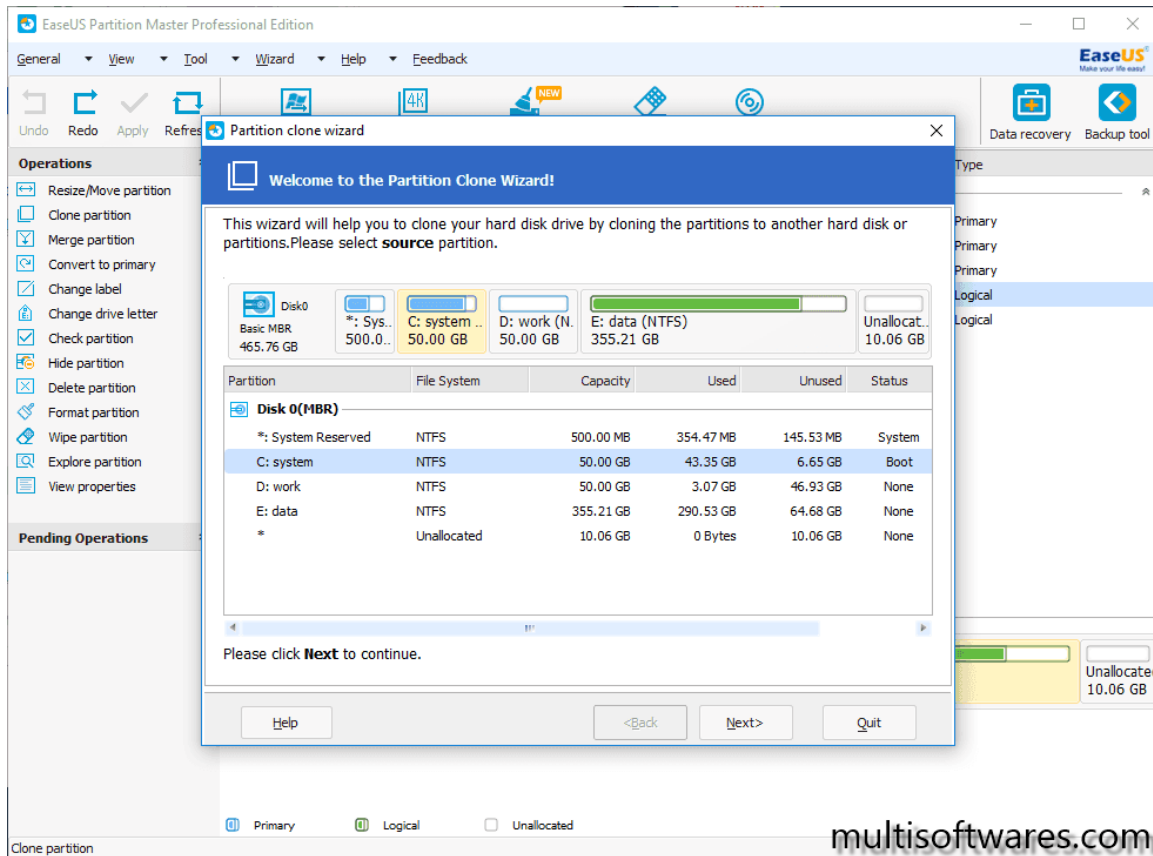 EaseUS Partition Master Professional Edition
General View Tool Wizard Help Feedback
EaseUS
Make your life easy!
4K NEW
Undo Redo Apply Refres Data recovery Backup tool
Operations
Resize/Move partition
Clone partition
Merge partition
Convert to primary
Change label
Change drive letter
Check partition
Hide partition
Delete partition
Format partition
Wipe partition
Explore partition
View properties
Pending Operations
Type
Primary
Primary
Primary
Logical
Logical
Partition clone wizard
Welcome to the Partition Clone Wizard!
This wizard will help you to clone your hard disk drive by cloning the partitions to another hard disk or
partitions.Please select source partition.
Disk0
Basic MBR
465.76 GB
*: Sys..
500.0..
C: system ..
50.00 GB
D: work (N.
50.00 GB
E: data (NTFS)
355.21 GB
Unallocat..
10.06 GB
Partition File System Capacity Used Unused Status
Disk 0(MBR)
*: System Reserved NTFS 500.00 MB 354.47 MB 145.53 MB System
C: system NTFS 50.00 GB 43.35 GB 6.65 GB Boot
D: work NTFS 50.00 GB 3.07 GB 46.93 GB None
E: data NTFS 355.21 GB 290.53 GB 64.68 GB None
* Unallocated 10.06 GB 0 Bytes 10.06 GB None
Please click Next to continue.
Help <Back Next> Quit
Unallocate
10.06 GB
Primary Logical Unallocated
Clone partition
multisoftwares.com